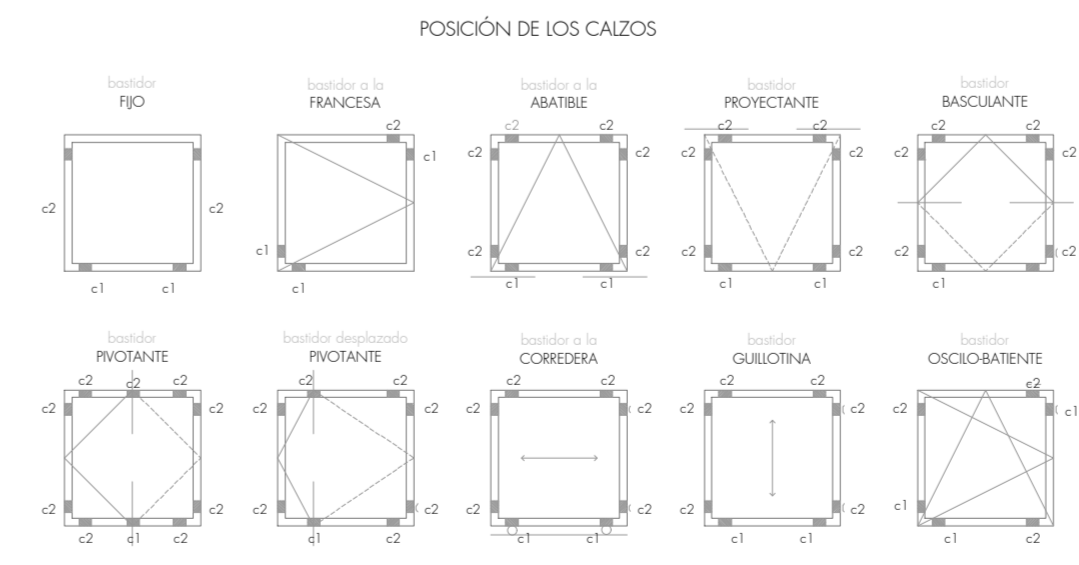 POSICIÓN DE LOS CALZOS
bastidor
FIJO
c2
c2
c1
c1
bastidor a la
FRANCESA
c2
c1
c1
c1
bastidor a la
ABATIBLE
c2
c2
c2
c2
c2
c2
c1
c1
bastidor
PROYECTANTE
c2
c2
c2
c2
c2
c2
c1
c1
bastidor
BASCULANTE
c2
c2
c2
c2
c2
c2
c1
c1
bastidor
PIVOTANTE
c2
c2
c2
c2
c2
c2
c2
c2
c1
c2
bastidor desplazado
PIVOTANTE
c2
c2
c2
c2
c2
c2
c1
c2
bastidor a la
CORREDERA
c2
c2
c2
c2
c2
c2
c1
c1
bastidor
GUILLOTINA
c2
c2
c2
c2
c2
c2
c1
c1
bastidor
OSCILO-BATIENTE
c2
c2
c1
c1
c1
c2